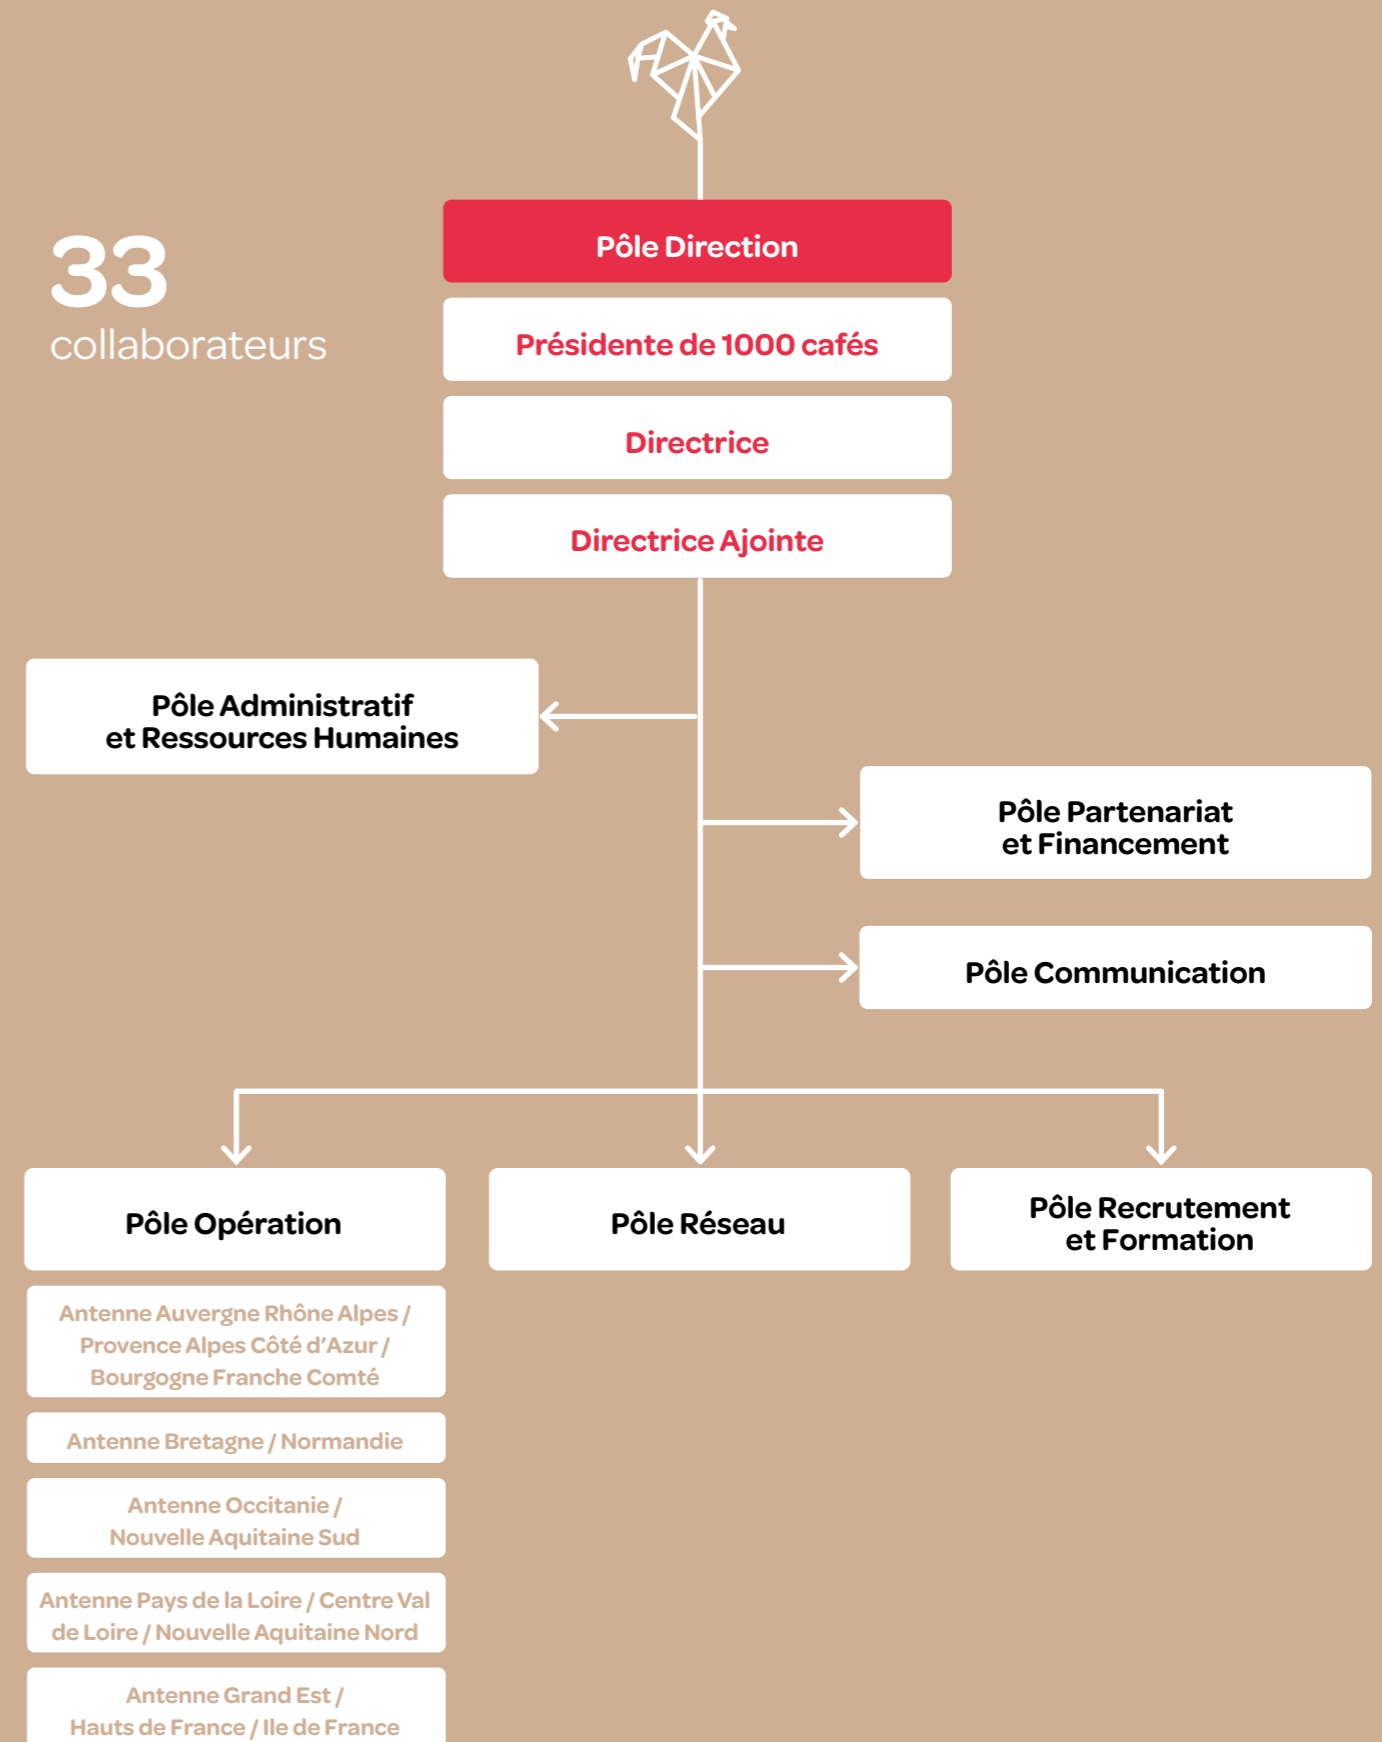 33
collaborateurs
Pôle Direction
Présidente de 1000 cafés
Directrice
Directrice Ajointe
Pôle Administratif
et Ressources Humaines
Pôle Partenariat
et Financement
Pôle Communication
Pôle Opération
Pôle Réseau
Pôle Recrutement
et Formation
Antenne Auvergne Rhône Alpes /
Provence Alpes Côté d’Azur /
Bourgogne Franche Comté
Antenne Bretagne / Normandie
Antenne Occitanie /
Nouvelle Aquitaine Sud
Antenne Pays de la Loire / Centre Val
de Loire / Nouvelle Aquitaine Nord
Antenne Grand Est /
Hauts de France / Ile de France